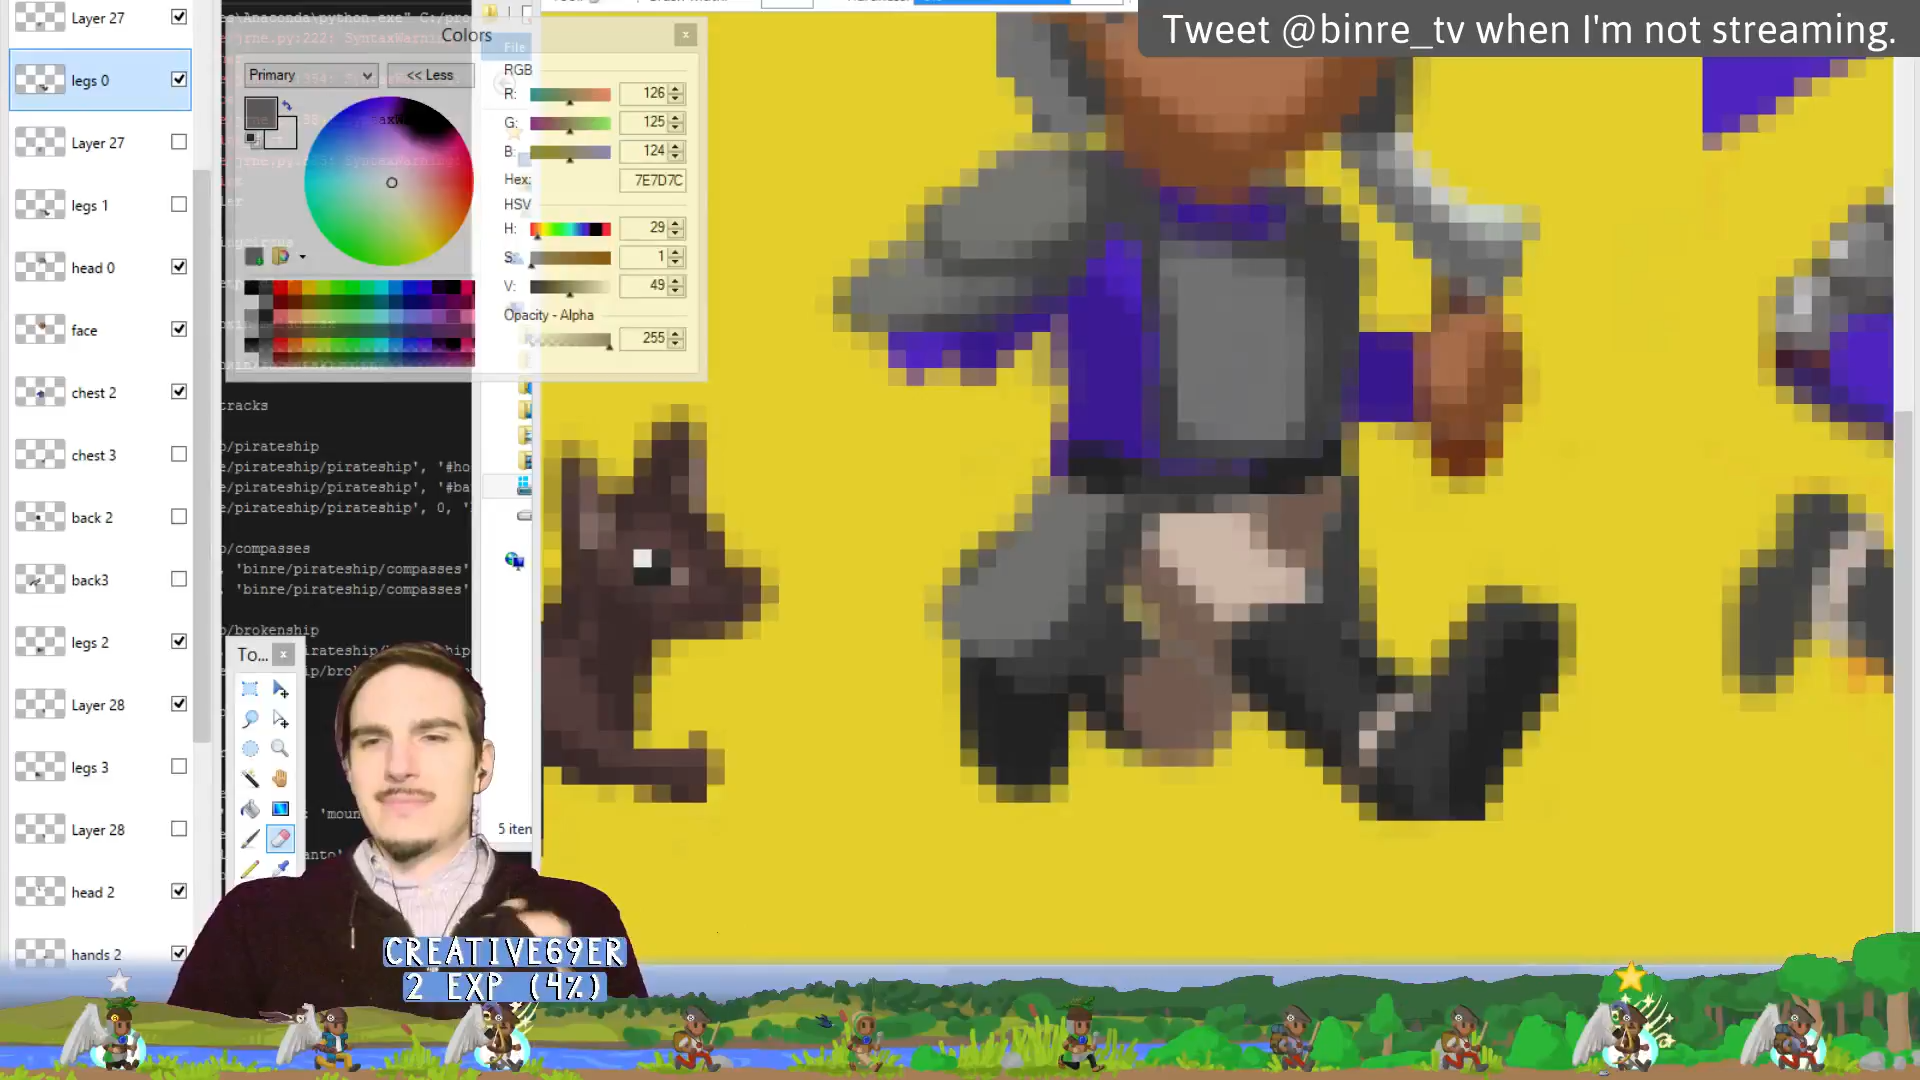 Tweet @binre_tv when I'm not streaming.
Layer 27
legs 0
Layer 27
legs 1
head 0
face
chest 2
chest 3
back 2
back3
legs 2
Layer 28
legs 3
Layer 28
head 2
hands 2
Colors
File
Primary
<< Less
RGB
R: 126
G: 125
B: 124
Hex: 7E7D7C
HSV
H: 29
S: 1
V: 49
Opacity - Alpha
255
tracks
o/pirateship
e/pirateship/pirateship', '#ho
e/pirateship/pirateship', '#ba
e/pirateship/pirateship', 0, '
o/compasses
, 'binre/pirateship/compasses'
, 'binre/pirateship/compasses'
o/brokenship
To...
5 iten
CREATIVE69ER
2 EXP (4%)